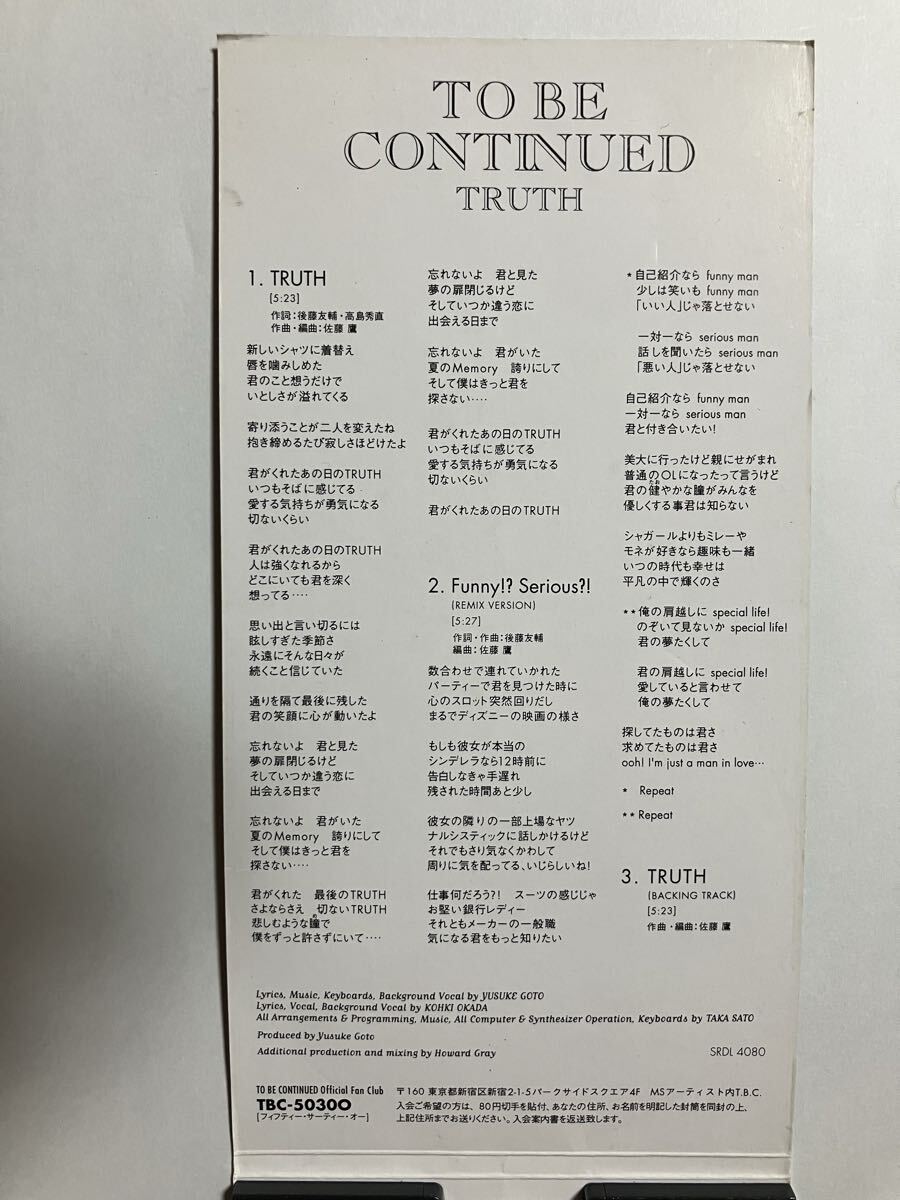 TO BE
CONTINUED
TRUTH
1. TRUTH
[5:23]
作詞:後藤友輔・高島秀直
作曲・編曲:佐藤 鷹
新しいシャツに着替え
唇を噛みしめた
君のこと想うだけで
いとしさが溢れてくる
寄り添うことが二人を変えたね
抱き締めるたび寂しさほどけたよ
君がくれたあの日のTRUTH
いつもそばに感じてる
愛する気持ちが勇気になる
切ないくらい
君がくれたあの日のTRUTH
人は強くなれるから
どこにいても君を深く
想ってる‥‥
思い出と言い切るには
眩しすぎた季節さ
永遠にそんな日々が
続くこと信じていた
通りを隔て最後に残した
君の笑顔に心が動いたよ
忘れないよ 君と見た
夢の扉閉じるけど
そしていつか違う恋に
出会える日まで
忘れないよ 君がいた
夏のMemory 誇りにして
そして僕はきっと君を
探さない‥‥
君がくれた 最後のTRUTH
さよならさえ 切ないTRUTH
悲しむような瞳で
め
僕をずっと許さずにいて‥‥
忘れないよ 君と見た
夢の扉閉じるけど
そしていつか違う恋に
出会える日まで
忘れないよ 君がいた
夏のMemory 誇りにして
そして僕はきっと君を
探さない‥‥
君がくれたあの日のTRUTH
いつもそばに感じてる
愛する気持ちが勇気になる
切ないくらい
君がくれたあの日のTRUTH
2. Funny!? Serious?!
(REMIX VERSION)
[5:27]
作詞・作曲:後藤友輔
編曲:佐藤 鷹
数合わせで連れていかれた
パーティーで君を見つけた時に
心のスロット突然回りだし
まるでディズニーの映画の様さ
もしも彼女が本当の
シンデレラなら12時前に
告白しなきゃ手遅れ
残された時間あと少し
彼女の隣りの一部上場なヤツ
ナルシスティックに話しかけるけど
それでもさり気なくかわして
周りに気を配ってる、いじらしいね!
仕事何だろう?! スーツの感じじゃ
お堅い銀行レディー
それともメーカーの一般職
気になる君をもっと知りたい
*自己紹介なら funny man
少しは笑いも funny man
「いい人」じゃ落とせない
一対一なら serious man
話しを聞いたら serious man
「悪い人」じゃ落とせない
自己紹介なら funny man
一対一なら serious man
君と付き合いたい!
美大に行ったけど親にせがまれ
普通のOLになったって言うけど
君の健やかな瞳がみんなを
優しくする事君は知らない
シャガールよりもミレーや
モネが好きなら趣味も一緒
いつの時代も幸せは
平凡の中で輝くのさ
**俺の肩越しに special life!
のぞいて見ないか special life!
君の夢たくして
君の肩越しに special life!
愛していると言わせて
俺の夢たくして
探してたものは君さ
求めてたものは君さ
ooh! I'm just a man in love…
* Repeat
**Repeat
3. TRUTH
(BACKING TRACK)
[5:23]
作曲・編曲:佐藤 鷹
Lyrics, Music, Keyboards, Background Vocal by YUSUKE GOTO
Lyrics, Vocal, Background Vocal by KOHKI OKADA
All Arrangements & Programming, Music, All Computer & Synthesizer Operation, Keyboards by TAKA SATO
Produced by Yusuke Goto
Additional production and mixing by Howard Gray
SRDL 4080
TO BE CONTINUED Official Fan Club
TBC-5030O
[フィフティー・サーティー・オー]
〒160 東京都新宿区新宿2-1-5パークサイドスクエア4F MSアーティスト内T.B.C.
入会ご希望の方は、80円切手を貼付、あなたの住所、お名前を明記した封筒を同封の上、
上記住所までお送りください。入会案内書を返送致します。